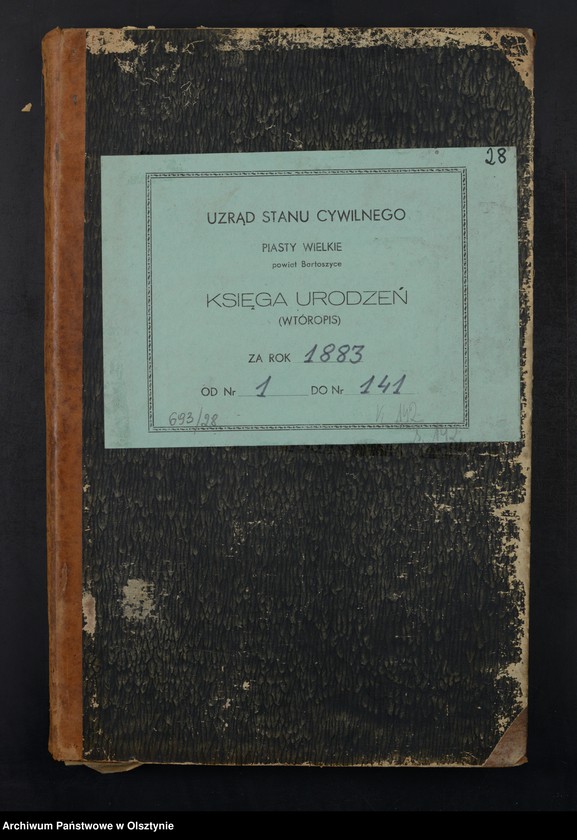 28
UZRĄD STANU CYWILNEGO
PIASTY WIELKIE
powiat Bartoszyce
KSIĘGA URODZEŃ
(WTÓROPIS)
ZA ROK 1883
OD Nr 1 DO Nr 141
693/28
142
Archiwum Państwowe w Olsztynie